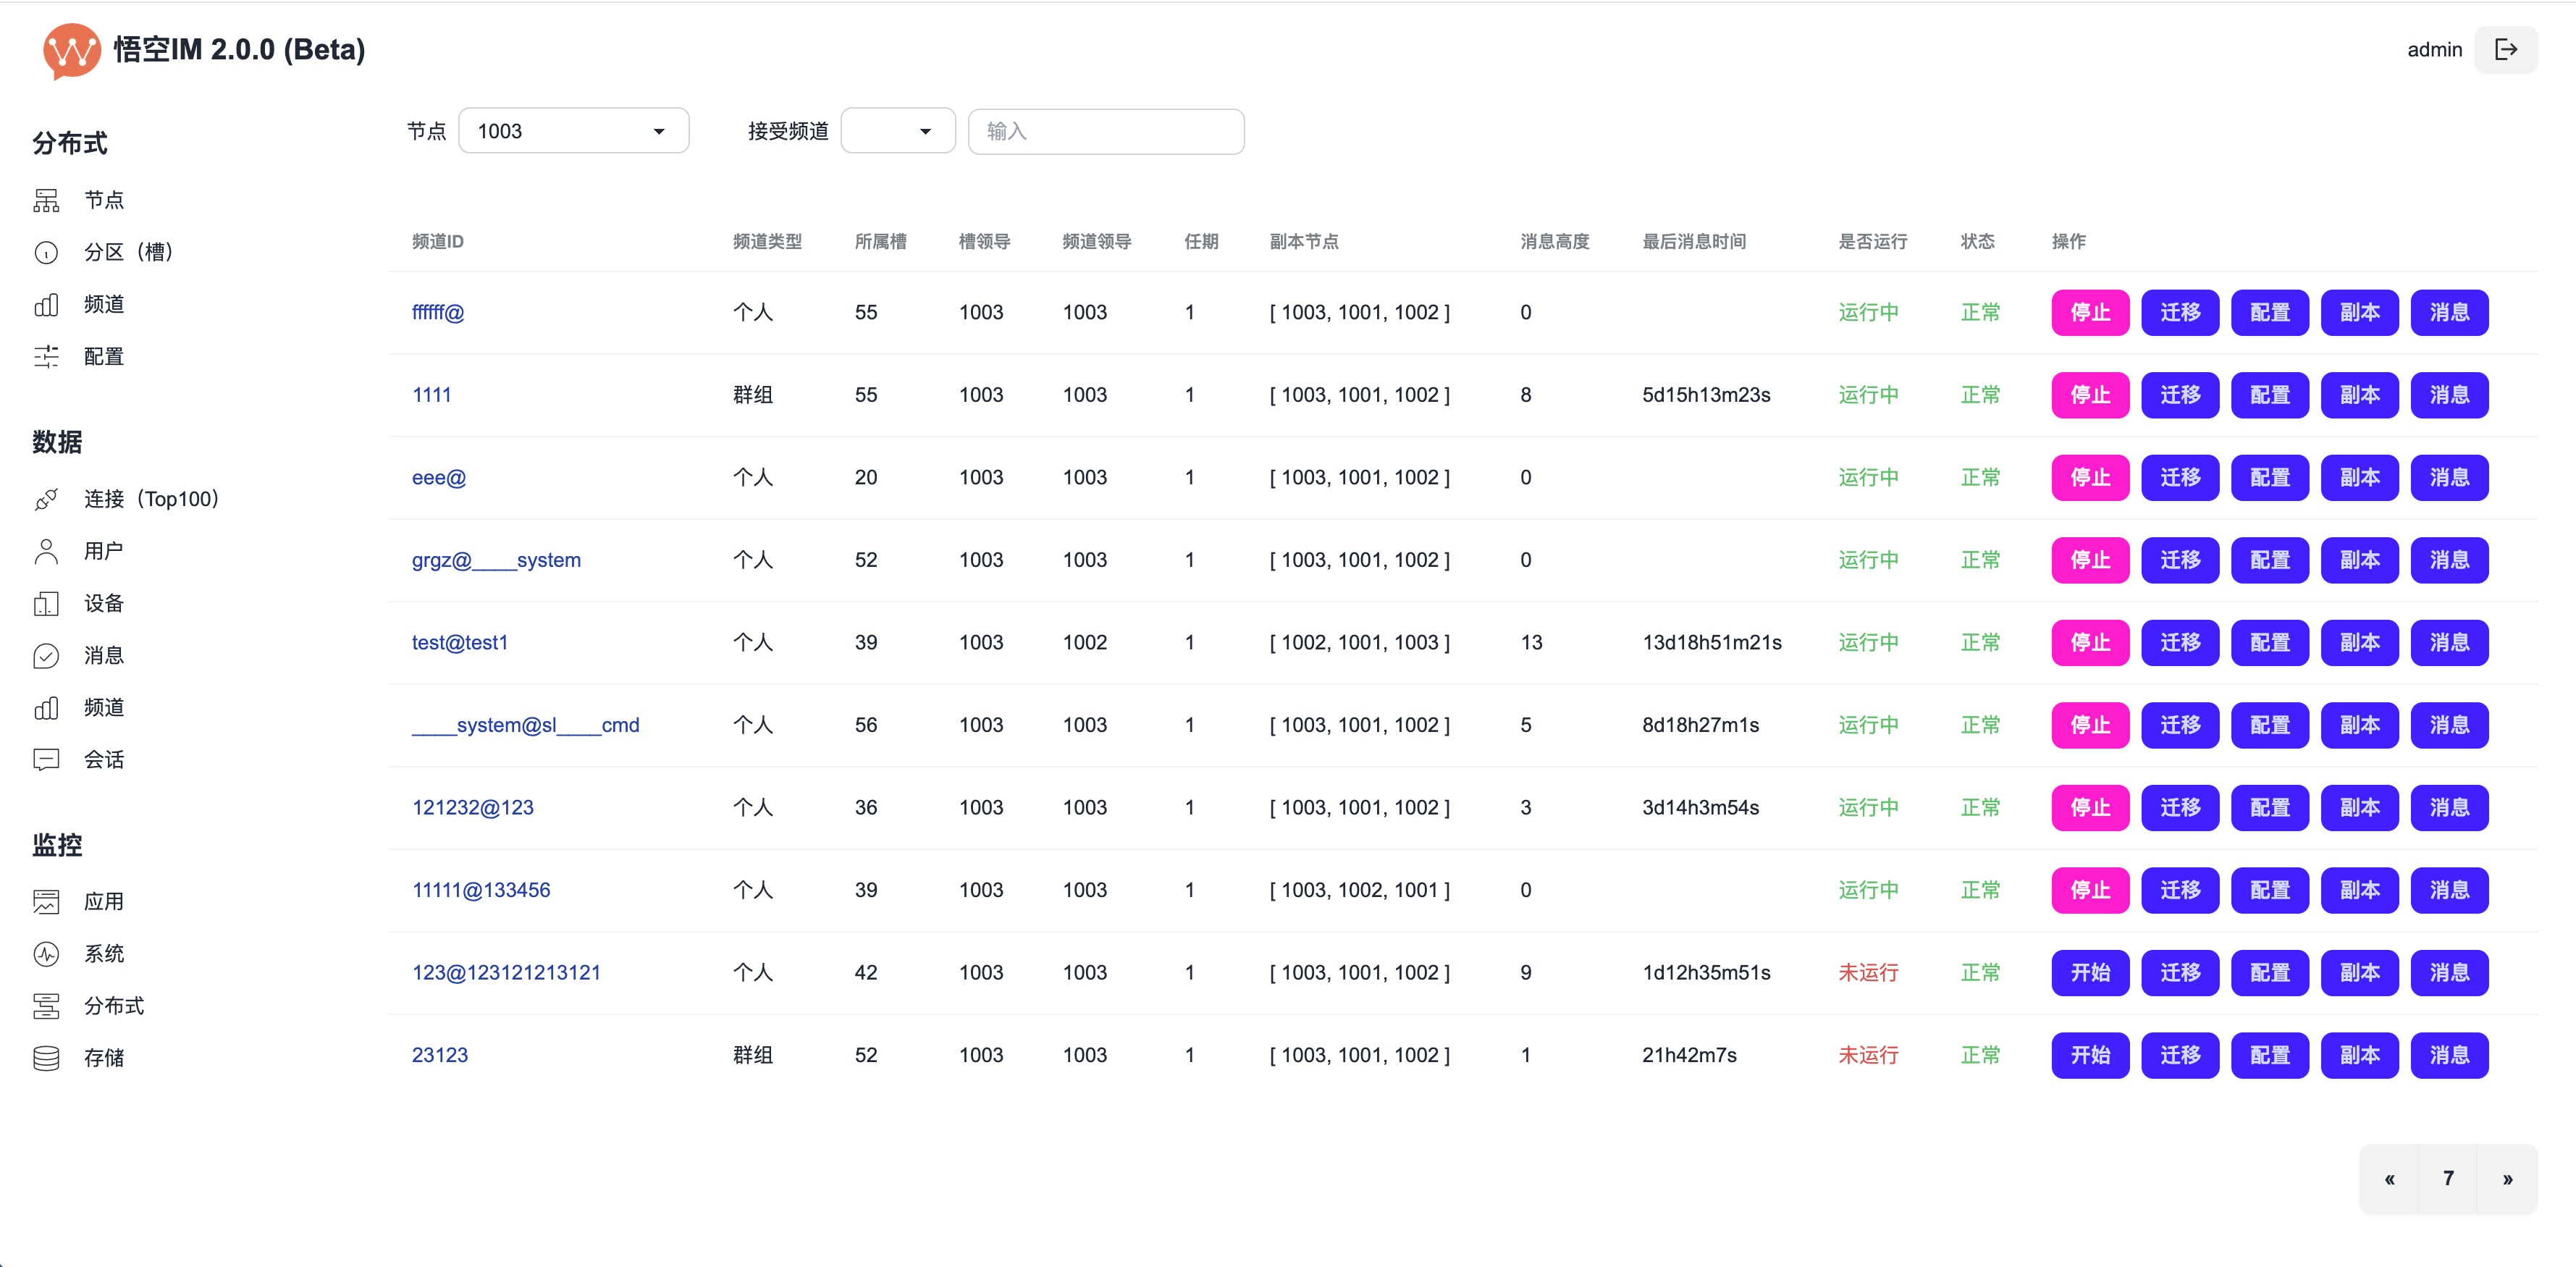 悟空IM 2.0.0 (Beta)
admin
分布式
节点
分区（槽）
频道
配置
数据
连接（Top100）
用户
设备
消息
频道
会话
监控
应用
系统
分布式
存储
节点 1003 接受频道 输入
频道ID 频道类型 所属槽 槽领导 频道领导 任期 副本节点 消息高度 最后消息时间 是否运行 状态 操作
ffffff@ 个人 55 1003 1003 1 [ 1003, 1001, 1002 ] 0 运行中 正常 停止 迁移 配置 副本 消息
1111 群组 55 1003 1003 1 [ 1003, 1001, 1002 ] 8 5d15h13m23s 运行中 正常 停止 迁移 配置 副本 消息
eee@ 个人 20 1003 1003 1 [ 1003, 1001, 1002 ] 0 运行中 正常 停止 迁移 配置 副本 消息
grgz@____system 个人 52 1003 1003 1 [ 1003, 1001, 1002 ] 0 运行中 正常 停止 迁移 配置 副本 消息
test@test1 个人 39 1003 1002 1 [ 1002, 1001, 1003 ] 13 13d18h51m21s 运行中 正常 停止 迁移 配置 副本 消息
____system@sl____cmd 个人 56 1003 1003 1 [ 1003, 1001, 1002 ] 5 8d18h27m1s 运行中 正常 停止 迁移 配置 副本 消息
121232@123 个人 36 1003 1003 1 [ 1003, 1001, 1002 ] 3 3d14h3m54s 运行中 正常 停止 迁移 配置 副本 消息
11111@133456 个人 39 1003 1003 1 [ 1003, 1002, 1001 ] 0 运行中 正常 停止 迁移 配置 副本 消息
123@123121213121 个人 42 1003 1003 1 [ 1003, 1001, 1002 ] 9 1d12h35m51s 未运行 正常 开始 迁移 配置 副本 消息
23123 群组 52 1003 1003 1 [ 1003, 1001, 1002 ] 1 21h42m7s 未运行 正常 开始 迁移 配置 副本 消息
« 7 »